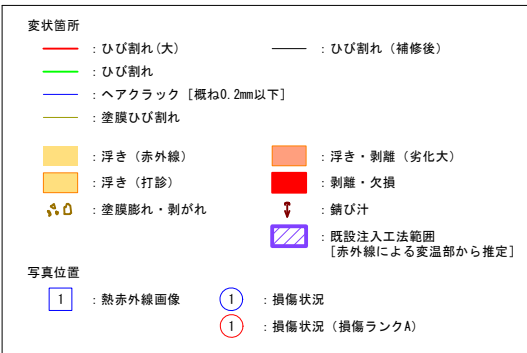 変状箇所
：ひび割れ(大)　：ひび割れ（補修後）
：ひび割れ
：ヘアクラック［概ね0.2mm以下］
：塗膜ひび割れ
：浮き（赤外線）　：浮き・剥離（劣化大）
：浮き（打診）　：剥離・欠損
：塗膜膨れ・剥がれ　：錆び汁
：既設注入工法範囲
［赤外線による変温部から推定］
写真位置
1　：熱赤外線画像　1　：損傷状況
1　：損傷状況（損傷ランクA）